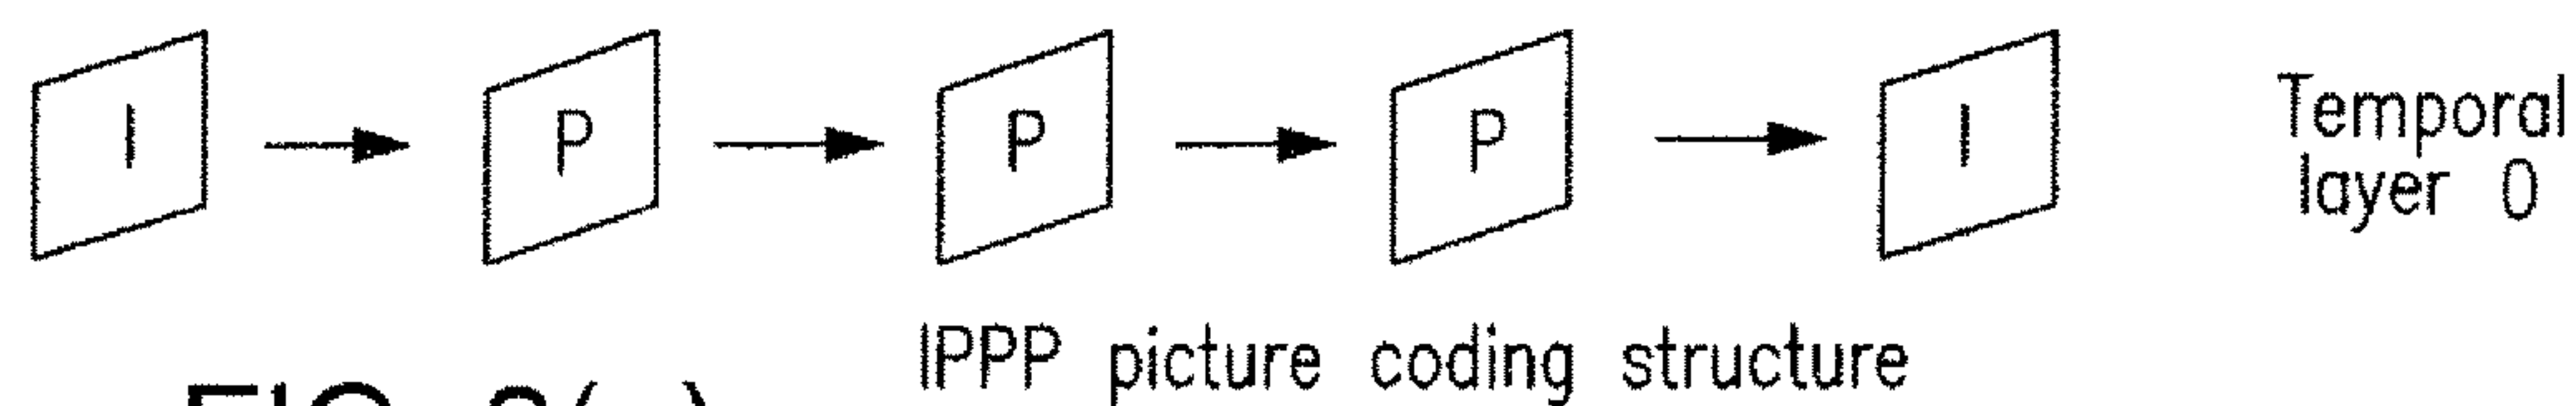 I P P P I
Temporal
layer 0
IPPP picture coding structure